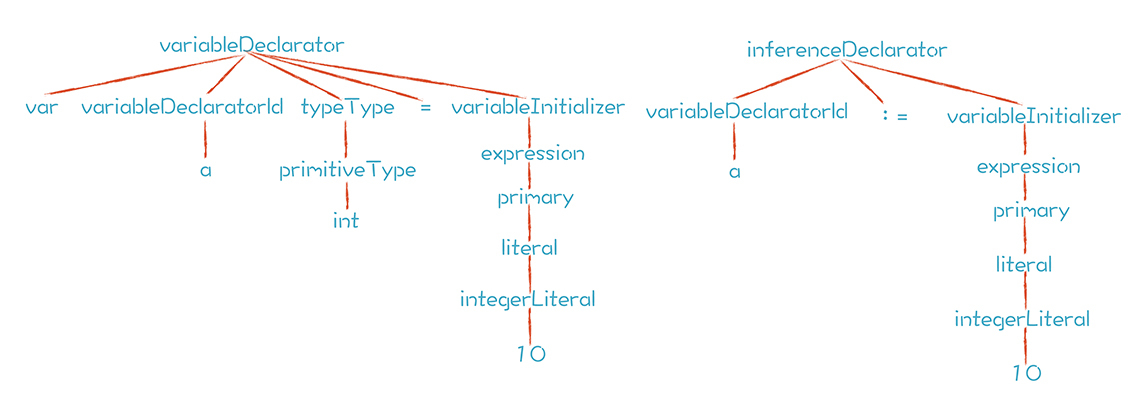 variableDeclarator
var variableDeclaratorId typeType = variableInitializer
expression
a primitiveType
primary
int
literal
integerLiteral
10
inferenceDeclarator
variableDeclaratorId := variableInitializer
a expression
primary
literal
integerLiteral
10